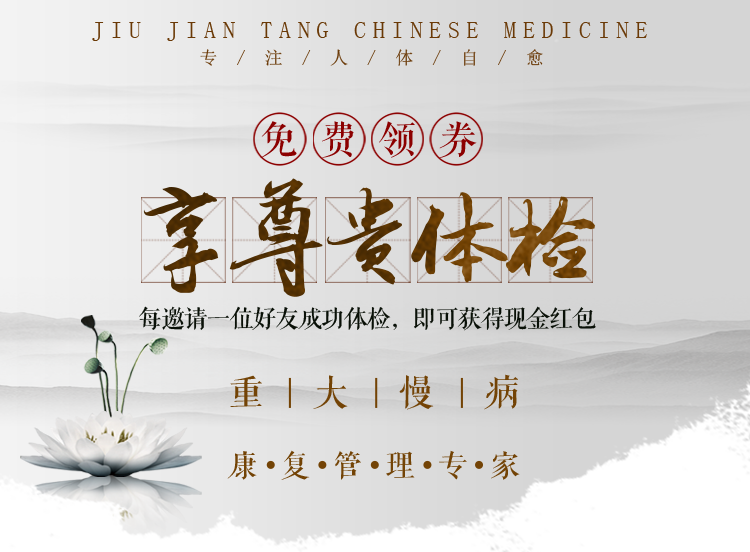 JIU JIAN TANG CHINESE MEDICINE
专/注/人/体/自/愈
免费领券
享尊贵体检
每邀请一位好友成功体检，即可获得现金红包
重|大|慢|病
康•复•管•理•专•家